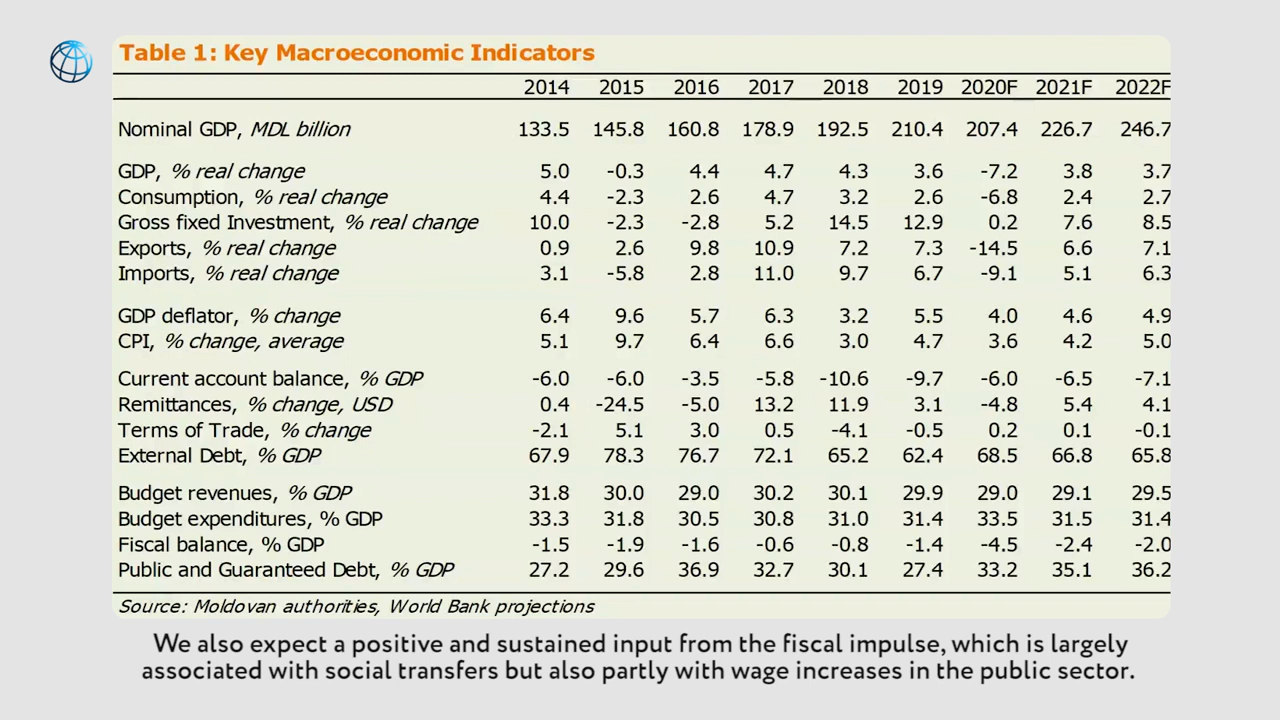 Table 1: Key Macroeconomic Indicators
2014 2015 2016 2017 2018 2019 2020F 2021F 2022F
Nominal GDP, MDL billion 133.5 145.8 160.8 178.9 192.5 210.4 207.4 226.7 246.7
GDP, % real change 5.0 -0.3 4.4 4.7 4.3 3.6 -7.2 3.8 3.7
Consumption, % real change 4.4 -2.3 2.6 4.7 3.2 2.6 -6.8 2.4 2.7
Gross fixed Investment, % real change 10.0 -2.3 -2.8 5.2 14.5 12.9 0.2 7.6 8.5
Exports, % real change 0.9 2.6 9.8 10.9 7.2 7.3 -14.5 6.6 7.1
Imports, % real change 3.1 -5.8 2.8 11.0 9.7 6.7 -9.1 5.1 6.3
GDP deflator, % change 6.4 9.6 5.7 6.3 3.2 5.5 4.0 4.6 4.9
CPI, % change, average 5.1 9.7 6.4 6.6 3.0 4.7 3.6 4.2 5.0
Current account balance, % GDP -6.0 -6.0 -3.5 -5.8 -10.6 -9.7 -6.0 -6.5 -7.1
Remittances, % change, USD 0.4 -24.5 -5.0 13.2 11.9 3.1 -4.8 5.4 4.1
Terms of Trade, % change -2.1 5.1 3.0 0.5 -4.1 -0.5 0.2 0.1 -0.1
External Debt, % GDP 67.9 78.3 76.7 72.1 65.2 62.4 68.5 66.8 65.8
Budget revenues, % GDP 31.8 30.0 29.0 30.2 30.1 29.9 29.0 29.1 29.5
Budget expenditures, % GDP 33.3 31.8 30.5 30.8 31.0 31.4 33.5 31.5 31.4
Fiscal balance, % GDP -1.5 -1.9 -1.6 -0.6 -0.8 -1.4 -4.5 -2.4 -2.0
Public and Guaranteed Debt, % GDP 27.2 29.6 36.9 32.7 30.1 27.4 33.2 35.1 36.2
Source: Moldovan authorities, World Bank projections
We also expect a positive and sustained input from the fiscal impulse, which is largely
associated with social transfers but also partly with wage increases in the public sector.